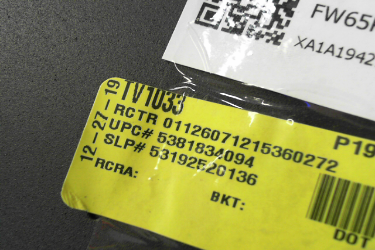 FW65
XA1A1942
12-27-19
TV1033
RCTR 01126071215360272
UPC# 5381834094
SLP# 53192520136
RCRA:
BKT:
P19
DOT